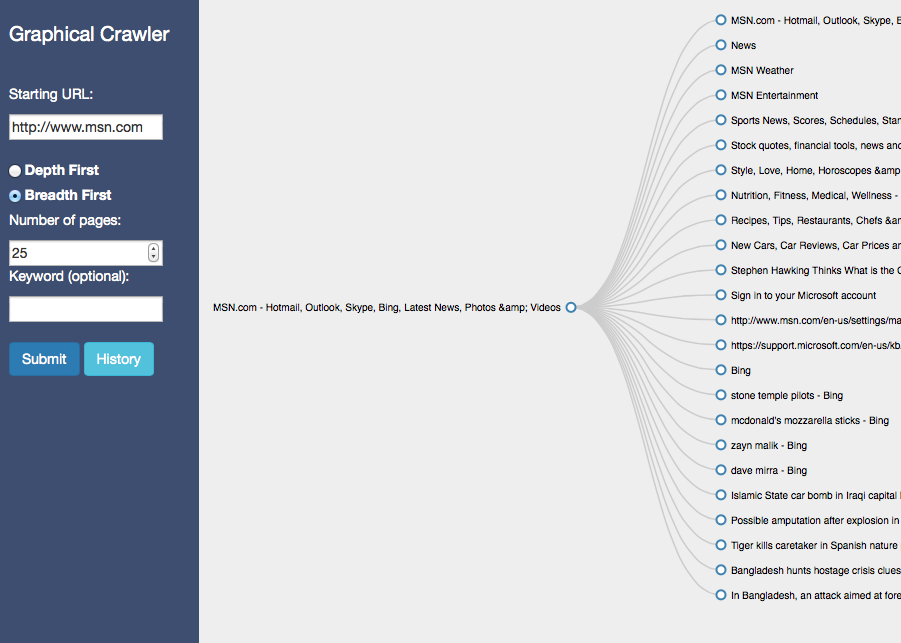 Graphical Crawler
Starting URL:
http://www.msn.com
Depth First
Breadth First
Number of pages:
25
Keyword (optional):
Submit
History
MSN.com - Hotmail, Outlook, Skype, Bing, Latest News, Photos &amp; Videos
MSN.com - Hotmail, Outlook, Skype, B
News
MSN Weather
MSN Entertainment
Sports News, Scores, Schedules, Stan
Stock quotes, financial tools, news and
Style, Love, Home, Horoscopes &amp
Nutrition, Fitness, Medical, Wellness -
Recipes, Tips, Restaurants, Chefs &am
New Cars, Car Reviews, Car Prices an
Stephen Hawking Thinks What is the G
Sign in to your Microsoft account
http://www.msn.com/en-us/settings/ma
https://support.microsoft.com/en-us/kb
Bing
stone temple pilots - Bing
mcdonald's mozzarella sticks - Bing
zayn malik - Bing
dave mirra - Bing
Islamic State car bomb in Iraqi capital
Possible amputation after explosion in
Tiger kills caretaker in Spanish nature
Bangladesh hunts hostage crisis clues
In Bangladesh, an attack aimed at fore